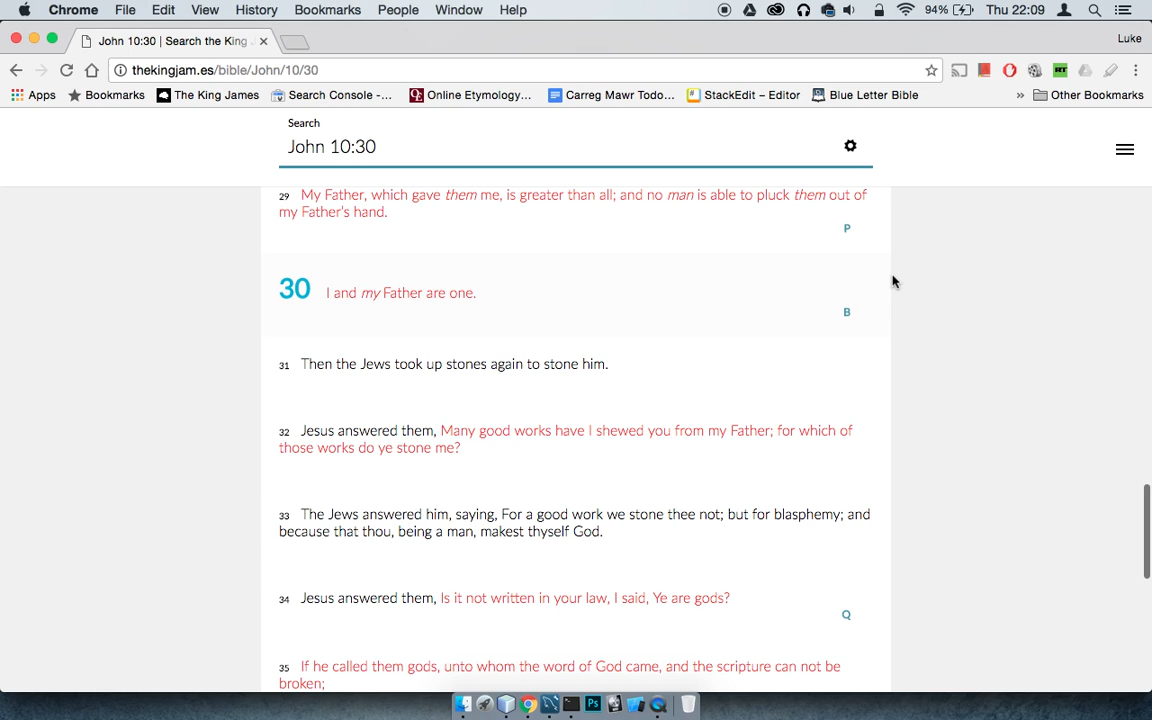 Chrome File Edit View History Bookmarks People Window Help 94% Thu 22:09
John 10:30 | Search the King J
Luke
thekingjam.es/bible/John/10/30
Apps Bookmarks The King James Search Console -... Online Etymology... Carreg Mawr Todo... StackEdit – Editor Blue Letter Bible » Other Bookmarks
Search
John 10:30
29 My Father, which gave them me, is greater than all; and no man is able to pluck them out of
my Father's hand.
P
30 I and my Father are one.
B
31 Then the Jews took up stones again to stone him.
32 Jesus answered them, Many good works have I shewed you from my Father; for which of
those works do ye stone me?
33 The Jews answered him, saying, For a good work we stone thee not; but for blasphemy; and
because that thou, being a man, makest thyself God.
34 Jesus answered them, Is it not written in your law, I said, Ye are gods?
Q
35 If he called them gods, unto whom the word of God came, and the scripture can not be
broken;